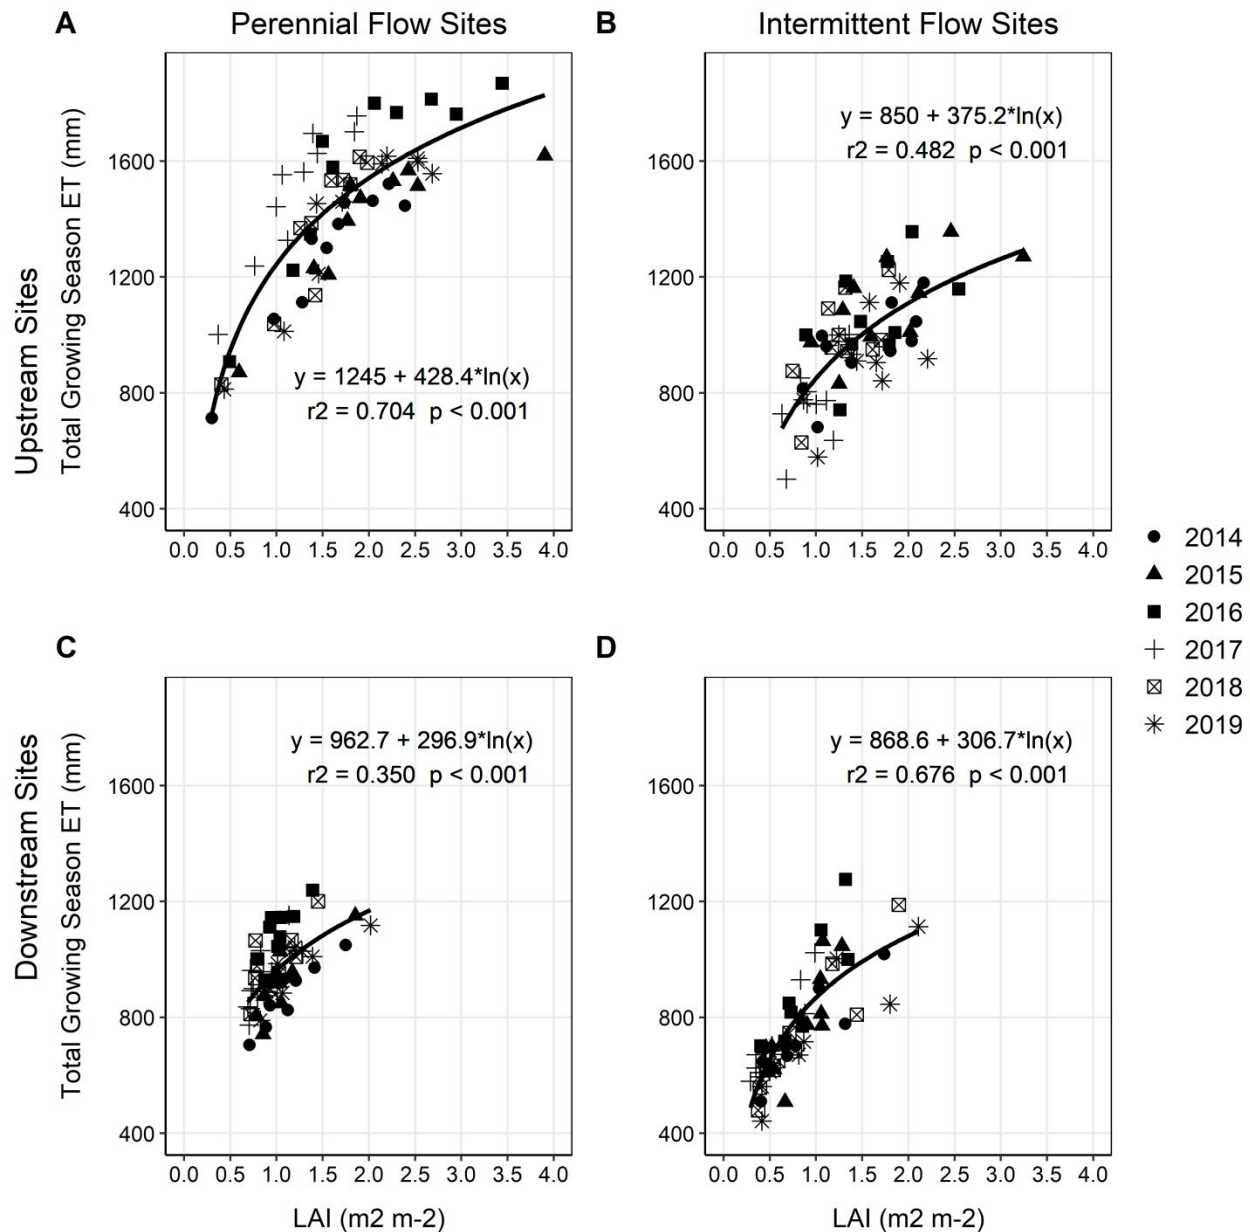 A Perennial Flow Sites B Intermittent Flow Sites
Upstream Sites
Total Growing Season ET (mm)
1600
1200
800
400
y = 1245 + 428.4*ln(x)
r2 = 0.704 p < 0.001
0.0 0.5 1.0 1.5 2.0 2.5 3.0 3.5 4.0
1600
1200
800
400
y = 850 + 375.2*ln(x)
r2 = 0.482 p < 0.001
0.0 0.5 1.0 1.5 2.0 2.5 3.0 3.5 4.0
2014
2015
2016
2017
2018
2019
C D
Downstream Sites
Total Growing Season ET (mm)
1600
1200
800
400
y = 962.7 + 296.9*ln(x)
r2 = 0.350 p < 0.001
0.0 0.5 1.0 1.5 2.0 2.5 3.0 3.5 4.0
LAI (m2 m-2)
1600
1200
800
400
y = 868.6 + 306.7*ln(x)
r2 = 0.676 p < 0.001
0.0 0.5 1.0 1.5 2.0 2.5 3.0 3.5 4.0
LAI (m2 m-2)